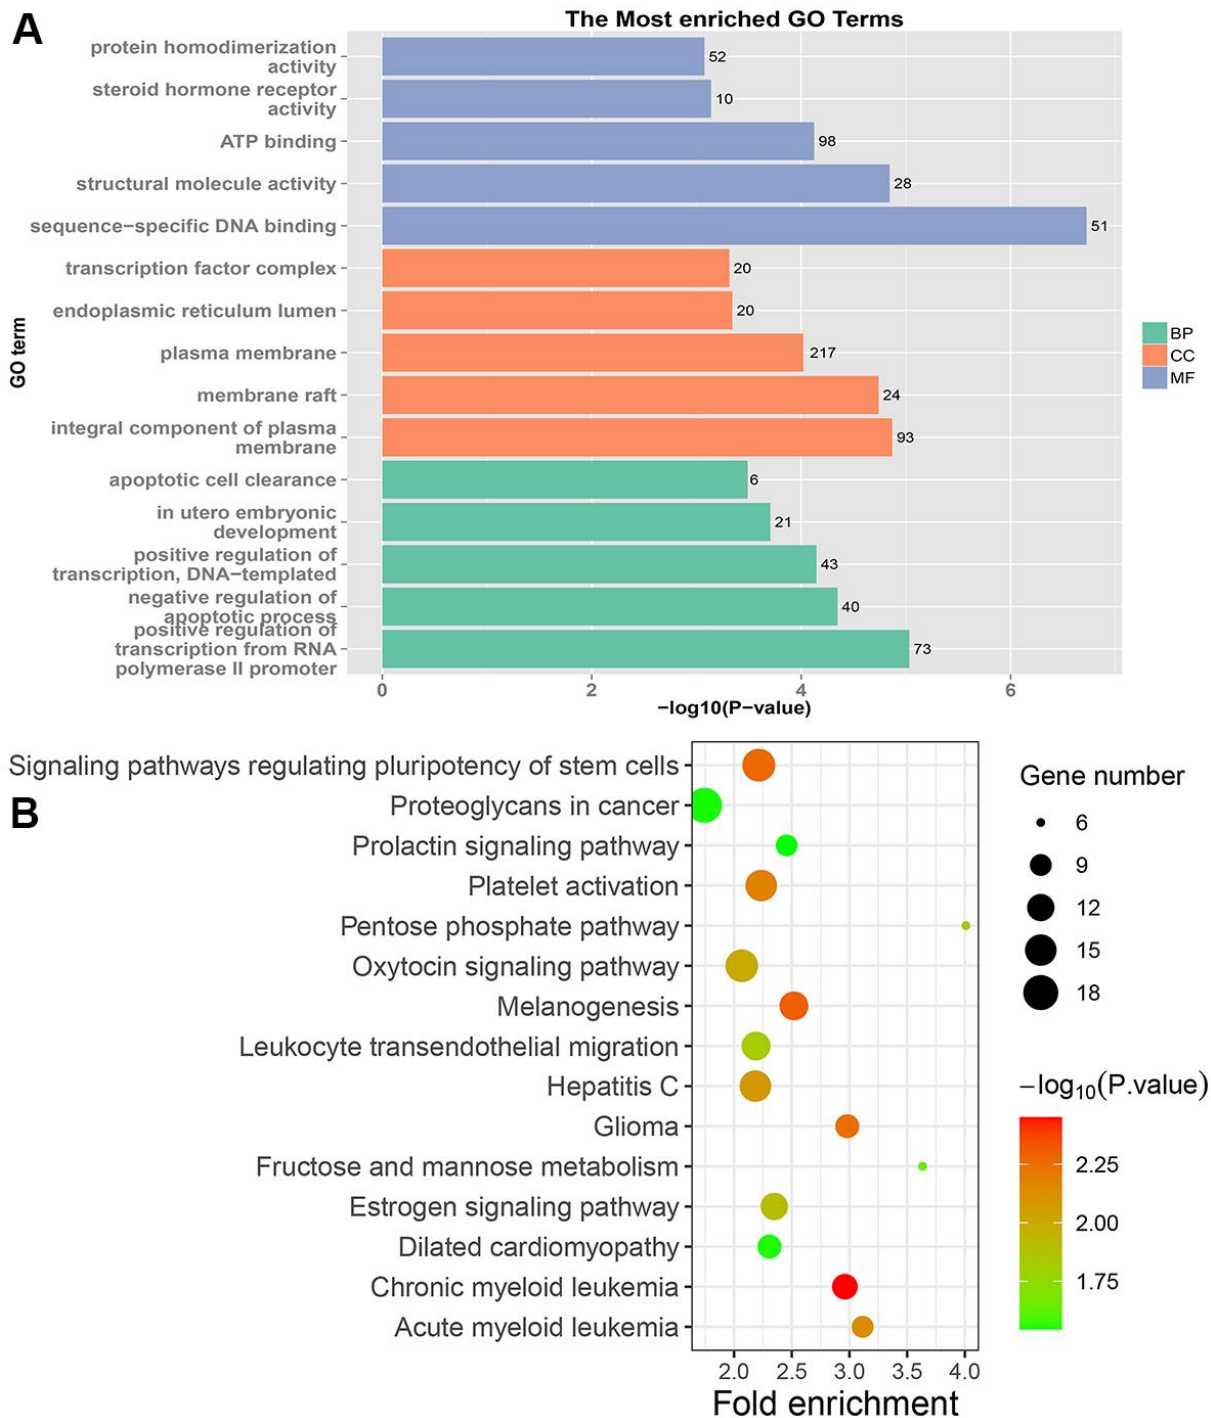 A
The Most enriched GO Terms
protein homodimerization
activity
52
steroid hormone receptor
activity
10
ATP binding
98
structural molecule activity
28
sequence−specific DNA binding
51
transcription factor complex
20
endoplasmic reticulum lumen
20
plasma membrane
217
membrane raft
24
integral component of plasma
membrane
93
apoptotic cell clearance
6
in utero embryonic
development
21
positive regulation of
transcription, DNA−templated
43
negative regulation of
apoptotic process
40
positive regulation of
transcription from RNA
polymerase II promoter
73
GO term
0 2 4 6
−log10(P−value)
BP
CC
MF
B
Signaling pathways regulating pluripotency of stem cells
Proteoglycans in cancer
Prolactin signaling pathway
Platelet activation
Pentose phosphate pathway
Oxytocin signaling pathway
Melanogenesis
Leukocyte transendothelial migration
Hepatitis C
Glioma
Fructose and mannose metabolism
Estrogen signaling pathway
Dilated cardiomyopathy
Chronic myeloid leukemia
Acute myeloid leukemia
2.0 2.5 3.0 3.5 4.0
Fold enrichment
Gene number
6
9
12
15
18
−log10(P.value)
2.25
2.00
1.75